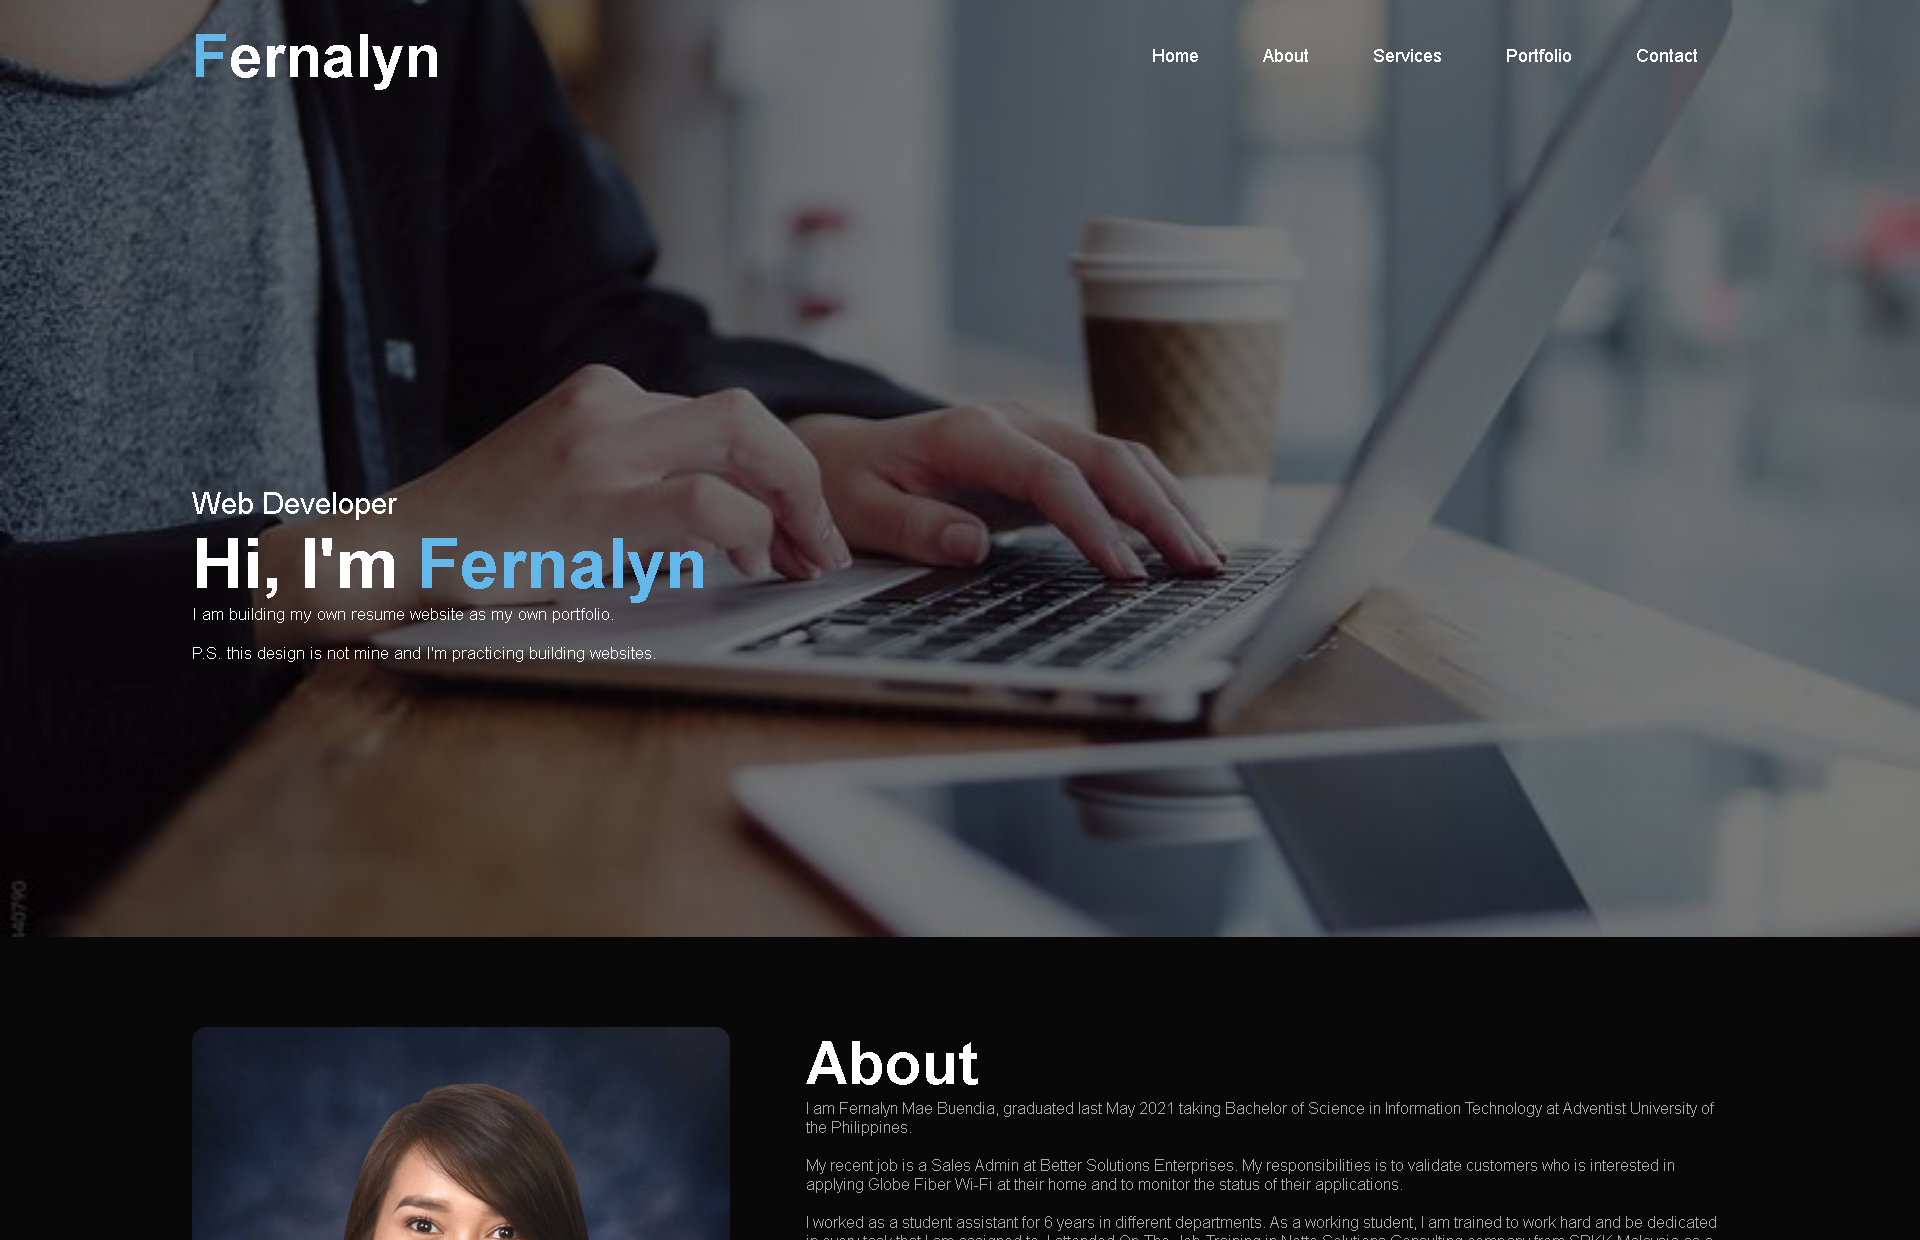 Fernalyn
Home About Services Portfolio Contact
Web Developer
Hi, I'm Fernalyn
I am building my own resume website as my own portfolio.
P.S. this design is not mine and I'm practicing building websites.
About
I am Fernalyn Mae Buendia, graduated last May 2021 taking Bachelor of Science in Information Technology at Adventist University of
the Philippines.
My recent job is a Sales Admin at Better Solutions Enterprises. My responsibilities is to validate customers who is interested in
applying Globe Fiber Wi-Fi at their home and to monitor the status of their applications.
I worked as a student assistant for 6 years in different departments. As a working student, I am trained to work hard and be dedicated